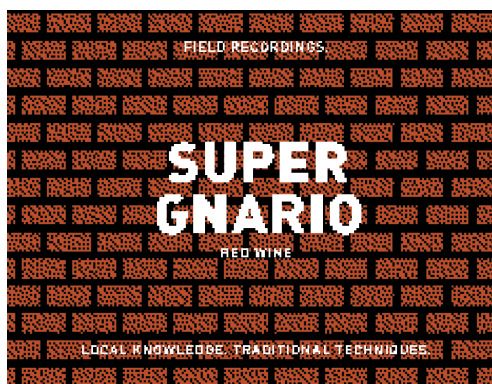 FIELD RECORDINGS.
SUPER
GNARIO
RED WINE
LOCAL KNOWLEDGE. TRADITIONAL TECHNIQUES.